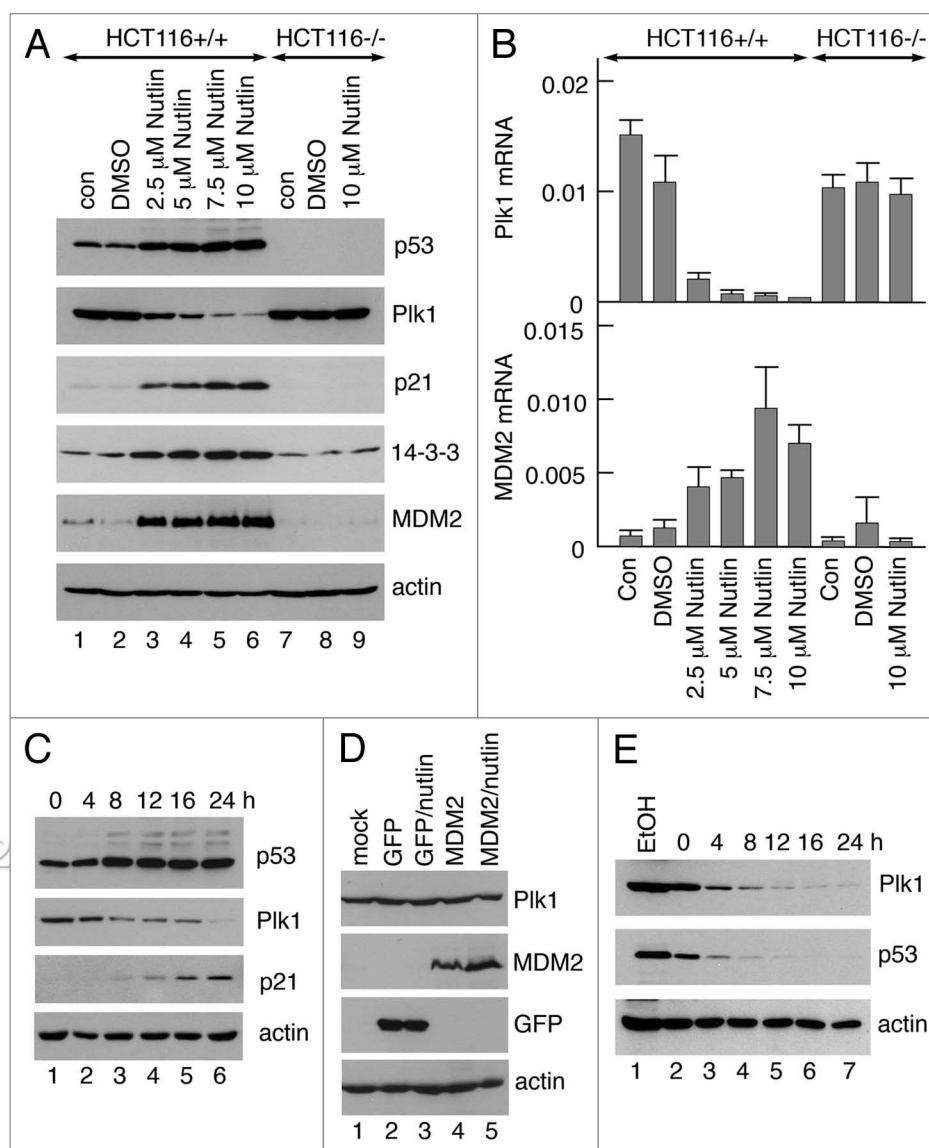 A
HCT116+/+ HCT116-/-
con
DMSO
2.5 µM Nutlin
5 µM Nutlin
7.5 µM Nutlin
10 µM Nutlin
con
DMSO
10 µM Nutlin
p53
Plk1
p21
14-3-3
MDM2
actin
1 2 3 4 5 6 7 8 9
B
HCT116+/+ HCT116-/-
Plk1 mRNA
0.02
0.01
0
MDM2 mRNA
0.015
0.010
0.005
0
Con
DMSO
2.5 µM Nutlin
5 µM Nutlin
7.5 µM Nutlin
10 µM Nutlin
Con
DMSO
10 µM Nutlin
C
0 4 8 12 16 24 h
p53
Plk1
p21
actin
1 2 3 4 5 6
D
mock
GFP
GFP/nutlin
MDM2
MDM2/nutlin
Plk1
MDM2
GFP
actin
1 2 3 4 5
E
EtOH
0 4 8 12 16 24 h
Plk1
p53
actin
1 2 3 4 5 6 7